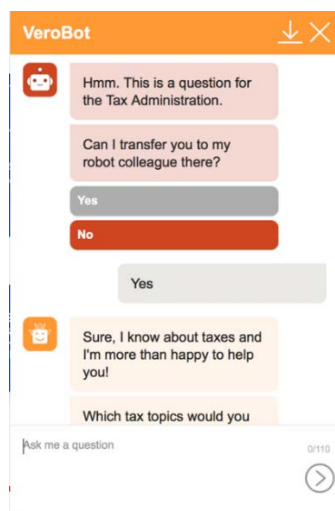 VeroBot
Hmm. This is a question for
the Tax Administration.
Can I transfer you to my
robot colleague there?
Yes
No
Yes
Sure, I know about taxes and
I'm more than happy to help
you!
Which tax topics would you
Ask me a question
0/110